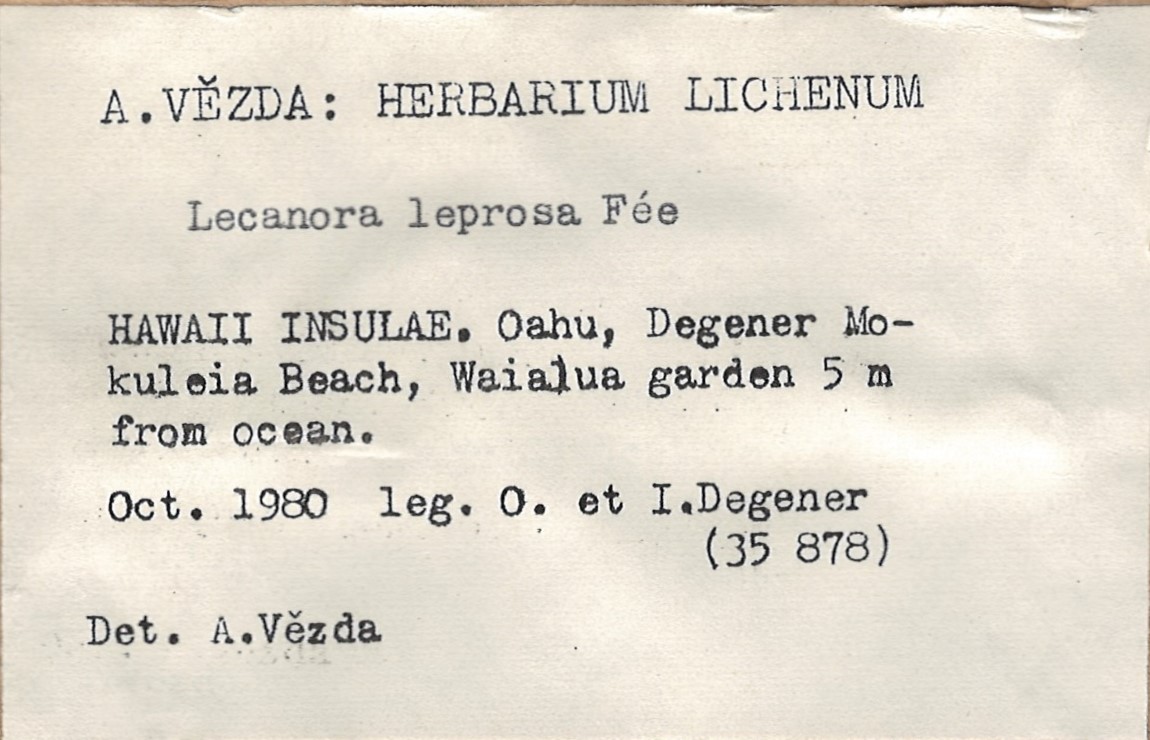 A.VĚZDA: HERBARIUM LICHENUM
Lecanora leprosa Fée
HAWAII INSULAE. Oahu, Degener Mo-
kuleia Beach, Waialua garden 5 m
from ocean.
Oct. 1980 leg. O. et I.Degener
(35 878)
Det. A.Vězda